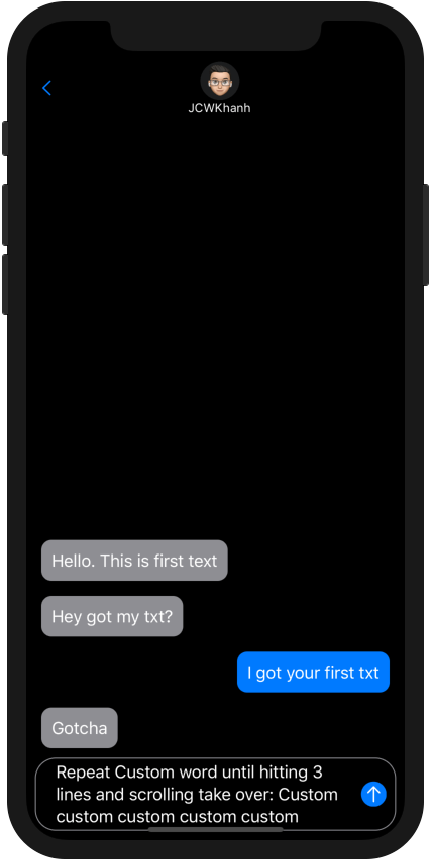 JCWKhanh
Hello. This is first text
Hey got my txt?
I got your first txt
Gotcha
Repeat Custom word until hitting 3
lines and scrolling take over: Custom
custom custom custom custom